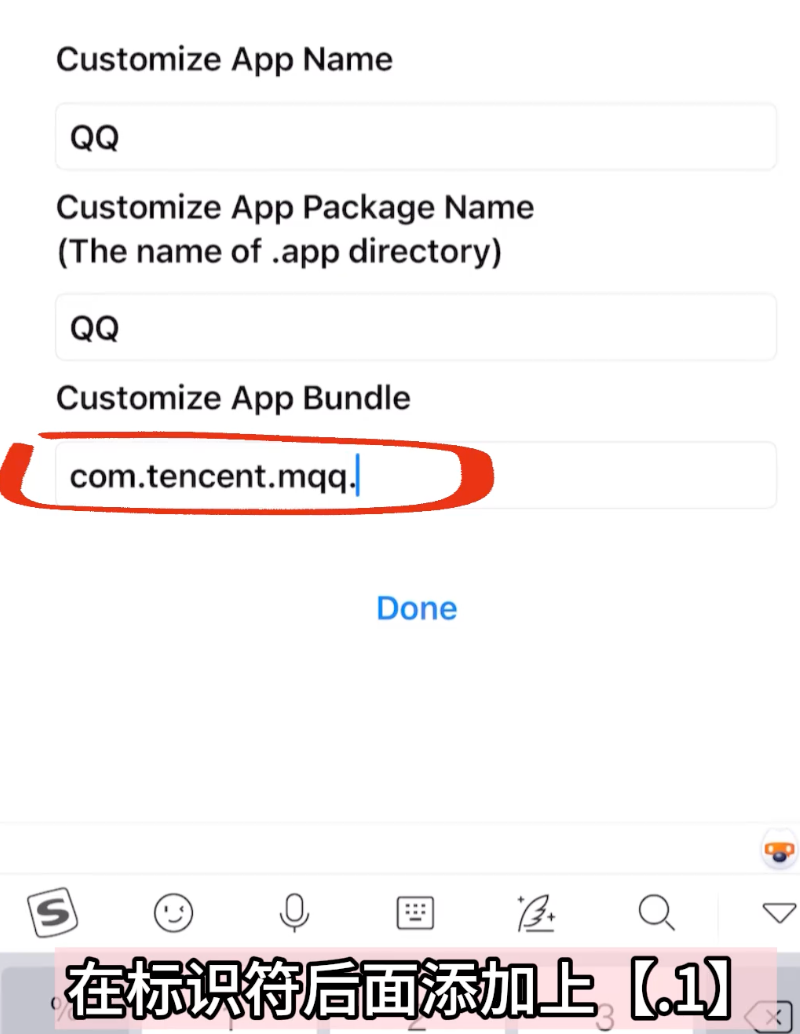 Customize App Name
QQ
Customize App Package Name
(The name of .app directory)
QQ
Customize App Bundle
com.tencent.mqq.
Done
在标识符后面添加上【.1】